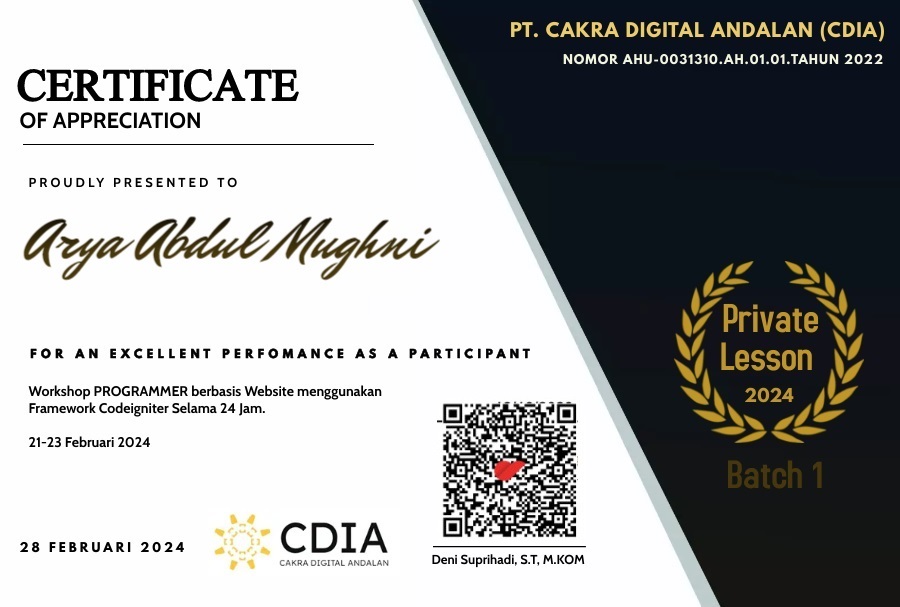 PT. CAKRA DIGITAL ANDALAN (CDIA)
NOMOR AHU-0031310.AH.01.01.TAHUN 2022
CERTIFICATE
OF APPRECIATION
PROUDLY PRESENTED TO
Arya Abdul Mughni
FOR AN EXCELLENT PERFOMANCE AS A PARTICIPANT
Workshop PROGRAMMER berbasis Website menggunakan
Framework Codeigniter Selama 24 Jam.
21-23 Februari 2024
Private
Lesson
2024
Batch 1
28 FEBRUARI 2024
CDIA
CAKRA DIGITAL ANDALAN
Deni Suprihadi, S.T, M.KOM